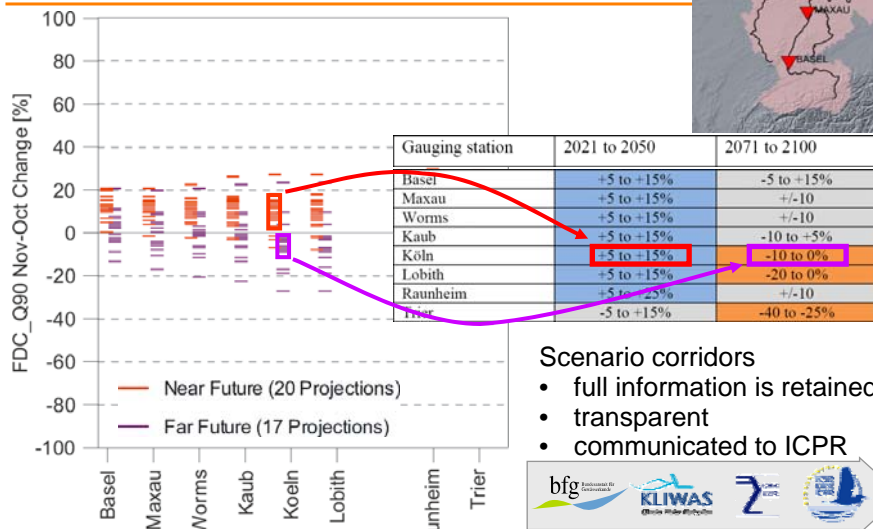 MAXAU
BASEL
FDC_Q90 Nov-Oct Change [%]
100
80
60
40
20
0
-20
-40
-60
-80
-100
Near Future (20 Projections)
Far Future (17 Projections)
Basel
Maxau
Worms
Kaub
Koeln
Lobith
unheim
Trier
Gauging station 2021 to 2050 2071 to 2100
Basel +5 to +15% -5 to +15%
Maxau +5 to +15% +/-10
Worms +5 to +15% +/-10
Kaub +5 to +15% -10 to +5%
Köln +5 to +15% -10 to 0%
Lobith +5 to +15% -20 to 0%
Raunheim +5 to +25% +/-10
Trier -5 to +15% -40 to -25%
Scenario corridors
• full information is retained
• transparent
• communicated to ICPR
bfg
KLIWAS